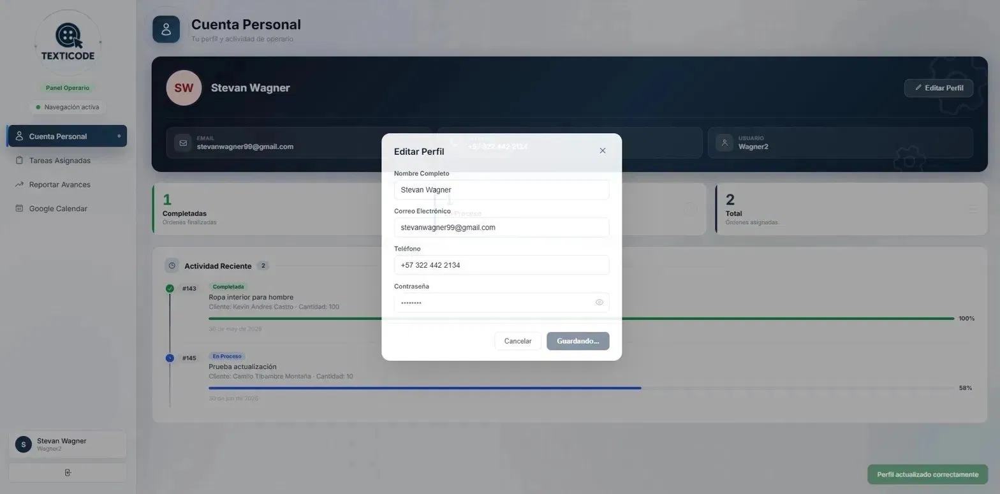 TEXTICODE
Panel Operario
Navegación activa
Cuenta Personal
Tareas Asignadas
Reportar Avances
Google Calendar
S
Stevan Wagner
Wagner2
Cuenta Personal
Tu perfil y actividad de operario
SW
Stevan Wagner
Editar Perfil
EMAIL
stevanwagner99@gmail.com
+57 322 442 2134
USUARIO
Wagner2
1
Completadas
Órdenes finalizadas
1
En Proceso
2
Total
Órdenes asignadas
Actividad Reciente 2
#143
Completada
Ropa interior para hombre
Cliente: Kevin Andres Castro · Cantidad: 100
100%
30 de may de 2026
#145
En Proceso
Prueba actualización
Cliente: Camilo Tibambre Montaña · Cantidad: 10
58%
30 de jun de 2026
Editar Perfil
Nombre Completo
Stevan Wagner
Correo Electrónico
stevanwagner99@gmail.com
Teléfono
+57 322 442 2134
Contraseña
••••••••
Cancelar
Guardando...
Perfil actualizado correctamente